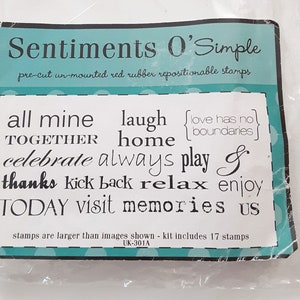 Sentiments O'Simple
pre-cut un-mounted red rubber repositionable stamps
all mine laugh {love has no boundaries}
TOGETHER home
celebrate always play &
thanks kick back relax enjoy
TODAY visit memories us
stamps are larger than images shown - kit includes 17 stamps
UK-301A